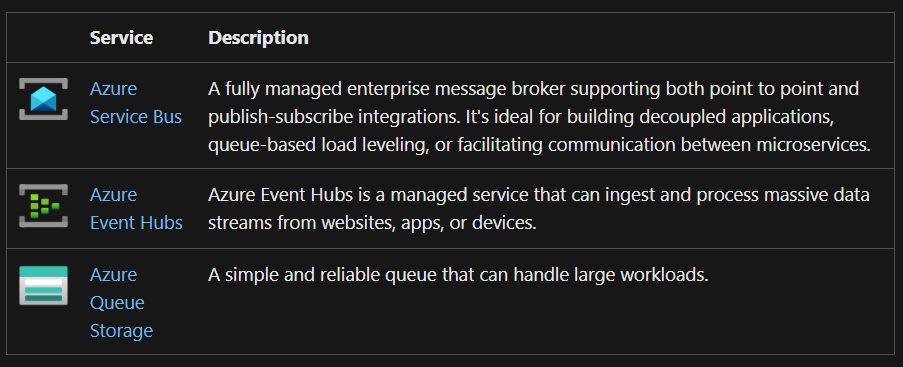 Service Description
Azure
Service Bus
A fully managed enterprise message broker supporting both point to point and
publish-subscribe integrations. It's ideal for building decoupled applications,
queue-based load leveling, or facilitating communication between microservices.
Azure
Event Hubs
Azure Event Hubs is a managed service that can ingest and process massive data
streams from websites, apps, or devices.
Azure
Queue
Storage
A simple and reliable queue that can handle large workloads.